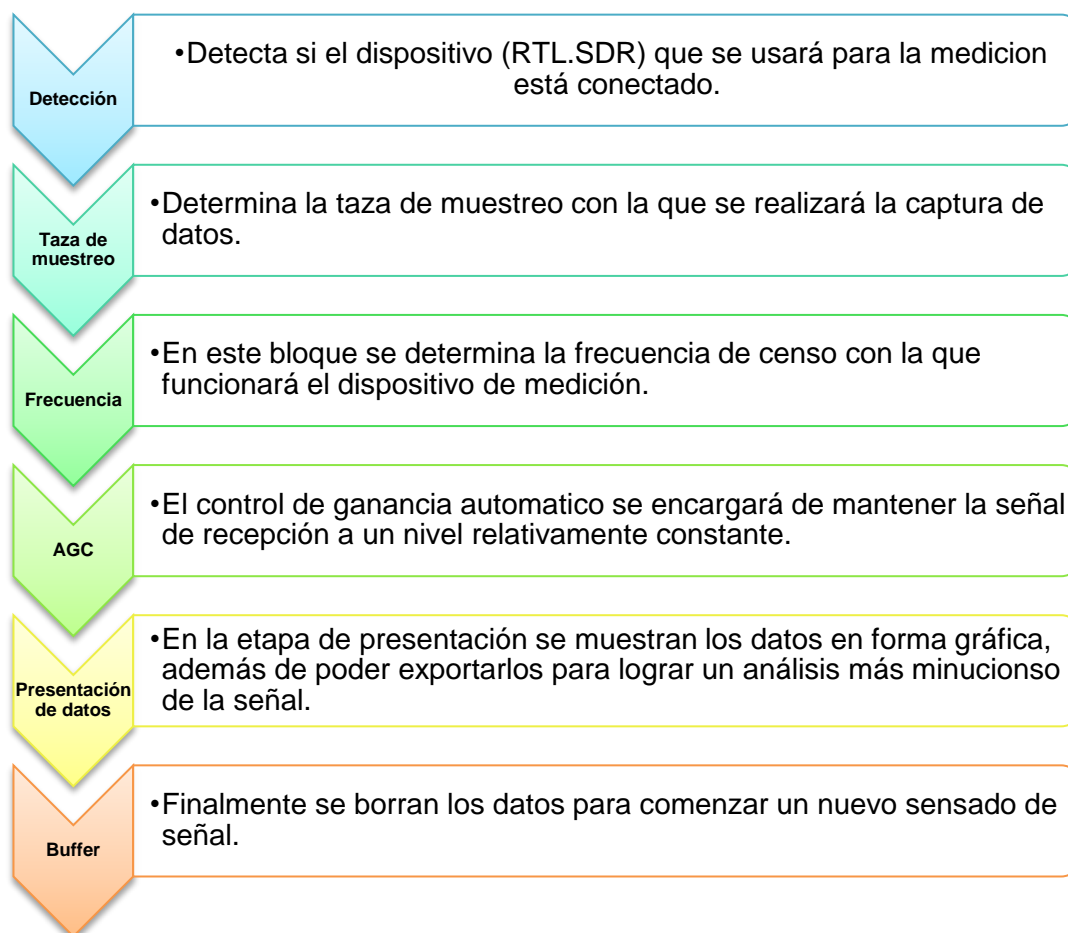 Detección
•Detecta si el dispositivo (RTL.SDR) que se usará para la medicion
está conectado.
Taza de
muestreo
•Determina la taza de muestreo con la que se realizará la captura de
datos.
Frecuencia
•En este bloque se determina la frecuencia de censo con la que
funcionará el dispositivo de medición.
AGC
•El control de ganancia automatico se encargará de mantener la señal
de recepción a un nivel relativamente constante.
Presentación
de datos
•En la etapa de presentación se muestran los datos en forma gráfica,
además de poder exportarlos para lograr un análisis más minucionso
de la señal.
Buffer
•Finalmente se borran los datos para comenzar un nuevo sensado de
señal.